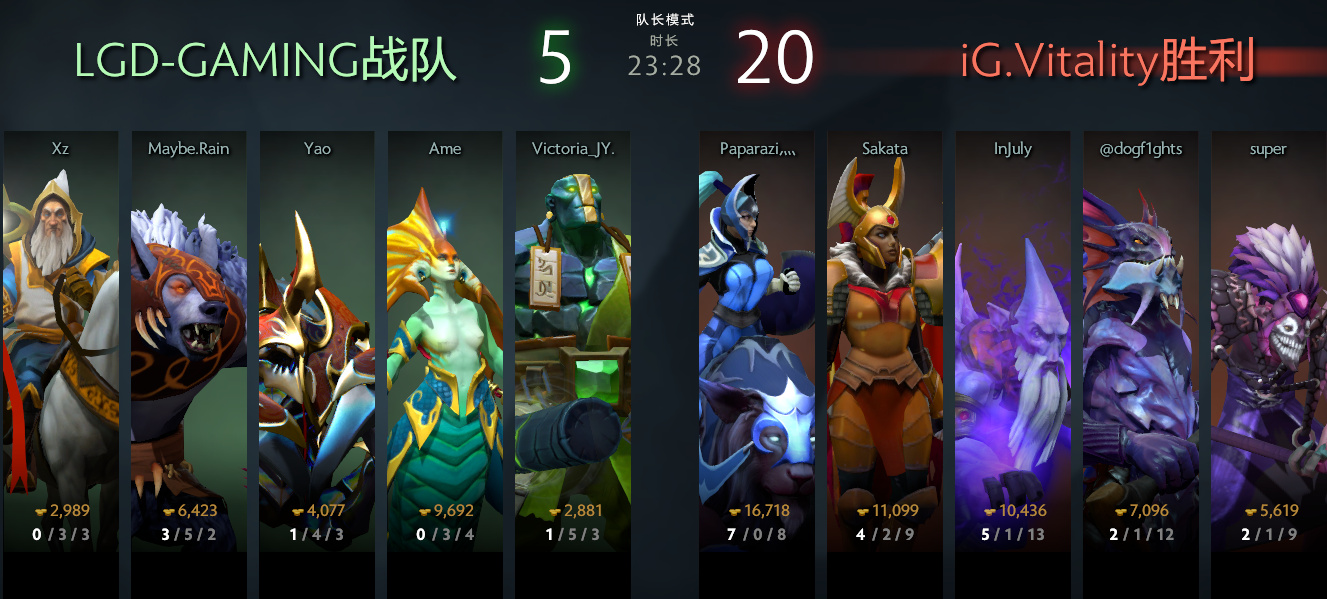 队长模式
LGD-GAMING战队 5 时长 20 iG.Vitality胜利
23:28
Xz Maybe.Rain Yao Ame Victoria_JY. Paparazi,,,, Sakata InJuly @dogf1ghts super
2,989 6,423 4,077 9,692 2,881 16,718 11,099 10,436 7,096 5,619
0 / 3 / 3 3 / 5 / 2 1 / 4 / 3 0 / 3 / 4 1 / 5 / 3 7 / 0 / 8 4 / 2 / 9 5 / 1 / 13 2 / 1 / 12 2 / 1 / 9